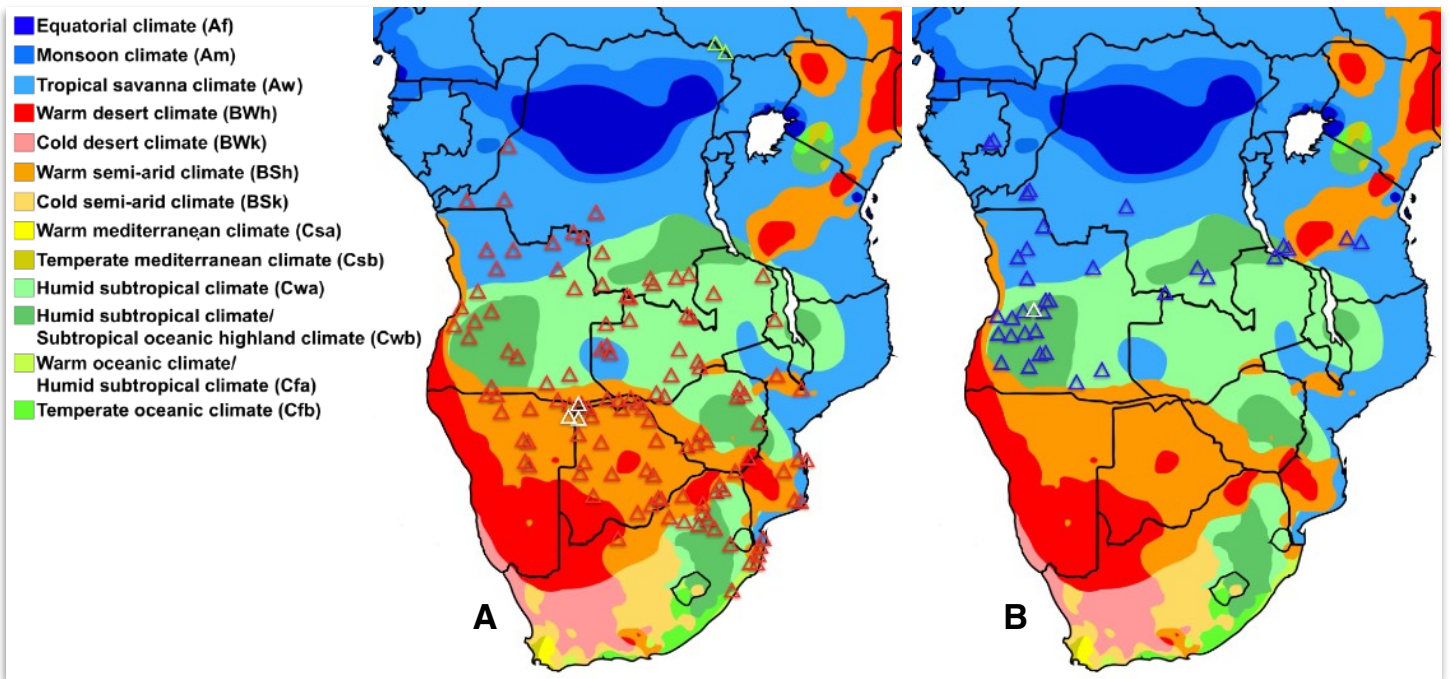 Equatorial climate (Af)
Monsoon climate (Am)
Tropical savanna climate (Aw)
Warm desert climate (BWh)
Cold desert climate (BWk)
Warm semi-arid climate (BSh)
Cold semi-arid climate (BSk)
Warm mediterranean climate (Csa)
Temperate mediterranean climate (Csb)
Humid subtropical climate (Cwa)
Humid subtropical climate/
Subtropical oceanic highland climate (Cwb)
Warm oceanic climate/
Humid subtropical climate (Cfa)
Temperate oceanic climate (Cfb)
A
B